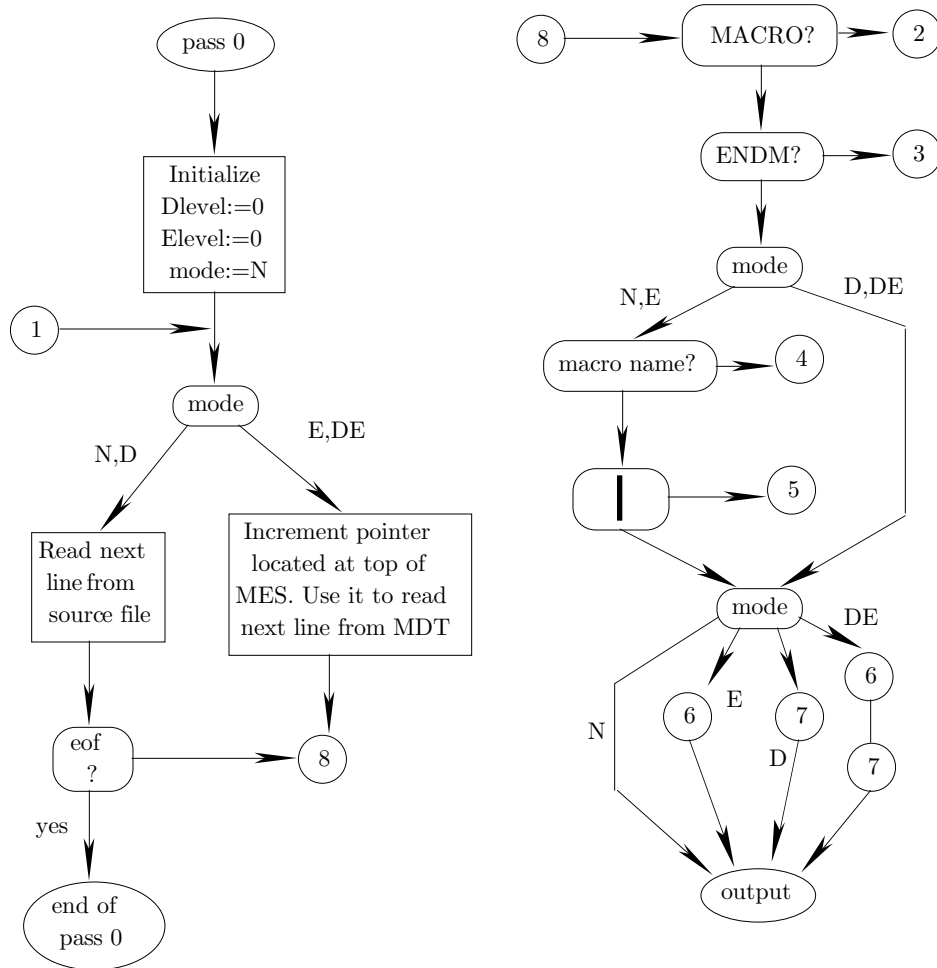 pass 0
Initialize
Dlevel:=0
Elevel:=0
mode:=N
1
mode
N,D
E,DE
Read next
line from
source file
Increment pointer
located at top of
MES. Use it to read
next line from MDT
eof
?
8
yes
end of
pass 0
8
MACRO?
2
ENDM?
3
mode
N,E
D,DE
macro name?
4
5
mode
DE
6
E
6
7
N
D
7
output